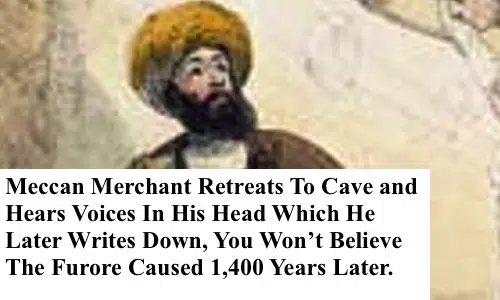 Meccan Merchant Retreats To Cave and
Hears Voices In His Head Which He
Later Writes Down, You Won’t Believe
The Furore Caused 1,400 Years Later.